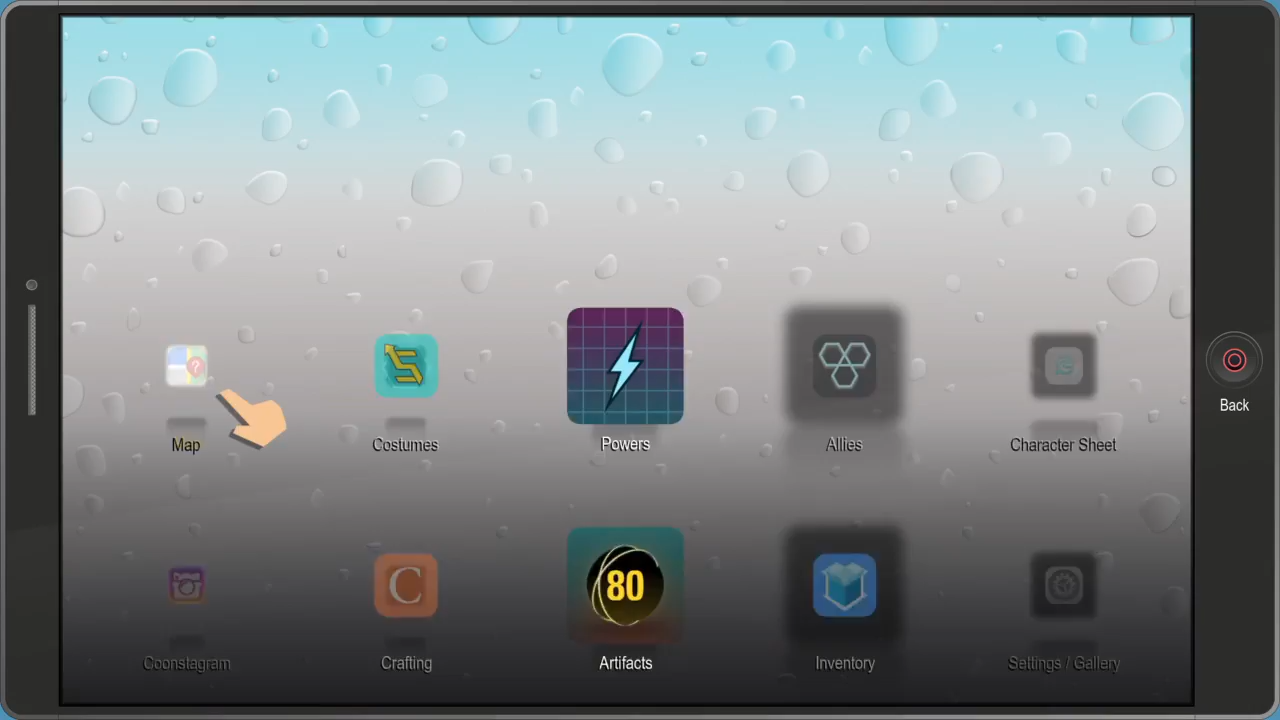 ?
Map
Costumes
Powers
Allies
Character Sheet
Back
C
80
Coonstagram
Crafting
Artifacts
Inventory
Settings / Gallery